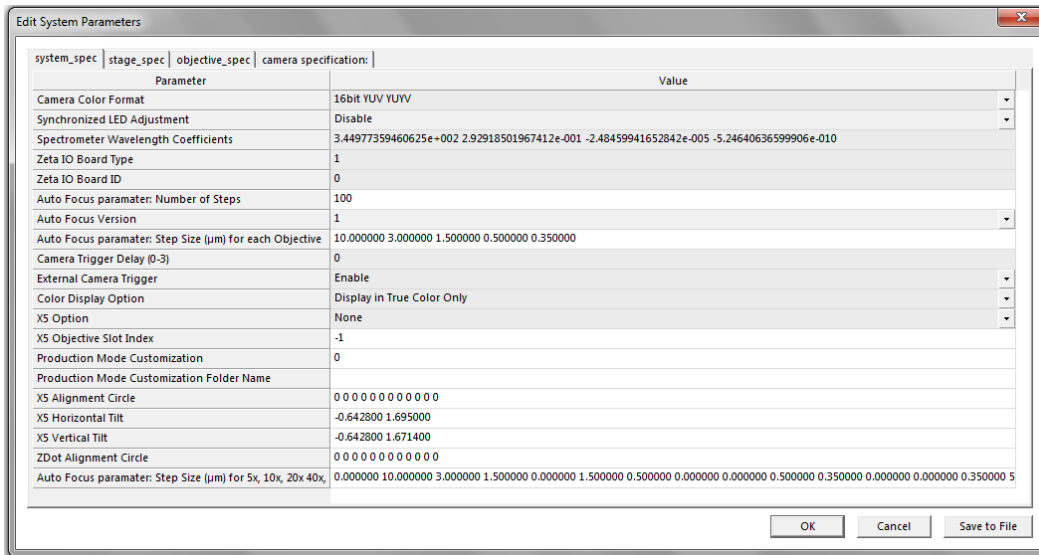 Edit System Parameters
system_spec stage_spec objective_spec camera specification:
Parameter Value
Camera Color Format 16bit YUV YUYV
Synchronized LED Adjustment Disable
Spectrometer Wavelength Coefficients 3.44977359460625e+002 2.92918501967412e-001 -2.48459941652842e-005 -5.24640636599906e-010
Zeta IO Board Type 1
Zeta IO Board ID 0
Auto Focus paramater: Number of Steps 100
Auto Focus Version 1
Auto Focus paramater: Step Size (µm) for each Objective 10.000000 3.000000 1.500000 0.500000 0.350000
Camera Trigger Delay (0-3) 0
External Camera Trigger Enable
Color Display Option Display in True Color Only
X5 Option None
X5 Objective Slot Index -1
Production Mode Customization 0
Production Mode Customization Folder Name
X5 Alignment Circle 0 0 0 0 0 0 0 0 0 0 0 0
X5 Horizontal Tilt -0.642800 1.695000
X5 Vertical Tilt -0.642800 1.671400
ZDot Alignment Circle 0 0 0 0 0 0 0 0 0 0 0 0
Auto Focus paramater: Step Size (µm) for 5x, 10x, 20x 40x, 0.000000 10.000000 3.000000 1.500000 0.000000 1.500000 0.500000 0.000000 0.000000 0.500000 0.350000 0.000000 0.000000 0.350000 5
OK Cancel Save to File